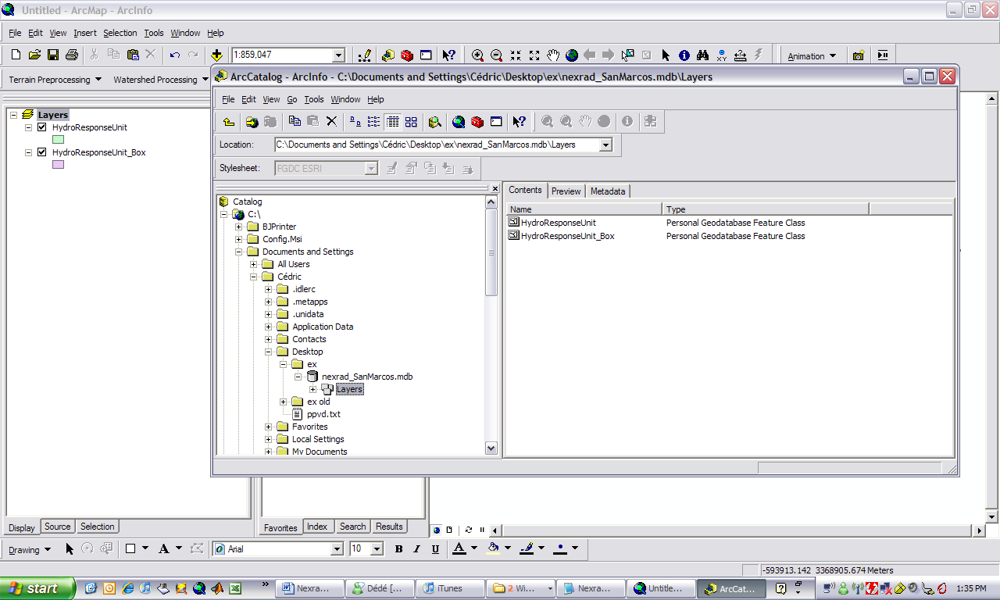 Untitled - ArcMap - ArcInfo
File Edit View Insert Selection Tools Window Help
1:859,047
Animation
Terrain Preprocessing Watershed Processing
ArcCatalog - ArcInfo - C:\Documents and Settings\Cédric\Desktop\ex\nexrad_SanMarcos.mdb\Layers
File Edit View Go Tools Window Help
Location: C:\Documents and Settings\Cédric\Desktop\ex\nexrad_SanMarcos.mdb\Layers
Stylesheet: FGDC ESRI
Layers
HydroResponseUnit
HydroResponseUnit_Box
Catalog
C:\
BJPrinter
Config.Msi
Documents and Settings
All Users
Cédric
.idlerc
.metapps
.unidata
Application Data
Contacts
Desktop
ex
nexrad_SanMarcos.mdb
Layers
ex old
ppvd.txt
Favorites
Local Settings
My Documents
Contents Preview Metadata
Name Type
HydroResponseUnit Personal Geodatabase Feature Class
HydroResponseUnit_Box Personal Geodatabase Feature Class
Display Source Selection
Favorites Index Search Results
Drawing A Arial 10 B I U A
-593913.142 3368905.674 Meters
start
Nexra...
Dédé [...
iTunes
2 Wi...
Nexra...
Untitle...
ArcCat...
1:35 PM